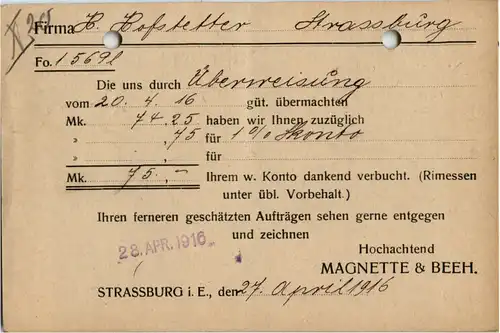 Firma H. Hofstetter Strassburg
Fo. 1569
Die uns durch Überweisung
vom 20. 4. 16 güt. übermachten
Mk. 74.25 haben wir Ihnen zuzüglich
" ,75 für 1% Skonto
" , für
Mk. 75,- Ihrem w. Konto dankend verbucht. (Rimessen
unter übl. Vorbehalt.)
Ihren ferneren geschätzten Aufträgen sehen gerne entgegen
und zeichnen
28. APR. 1916
Hochachtend
MAGNETTE & BEEH.
STRASSBURG i. E., den 27. April 1916